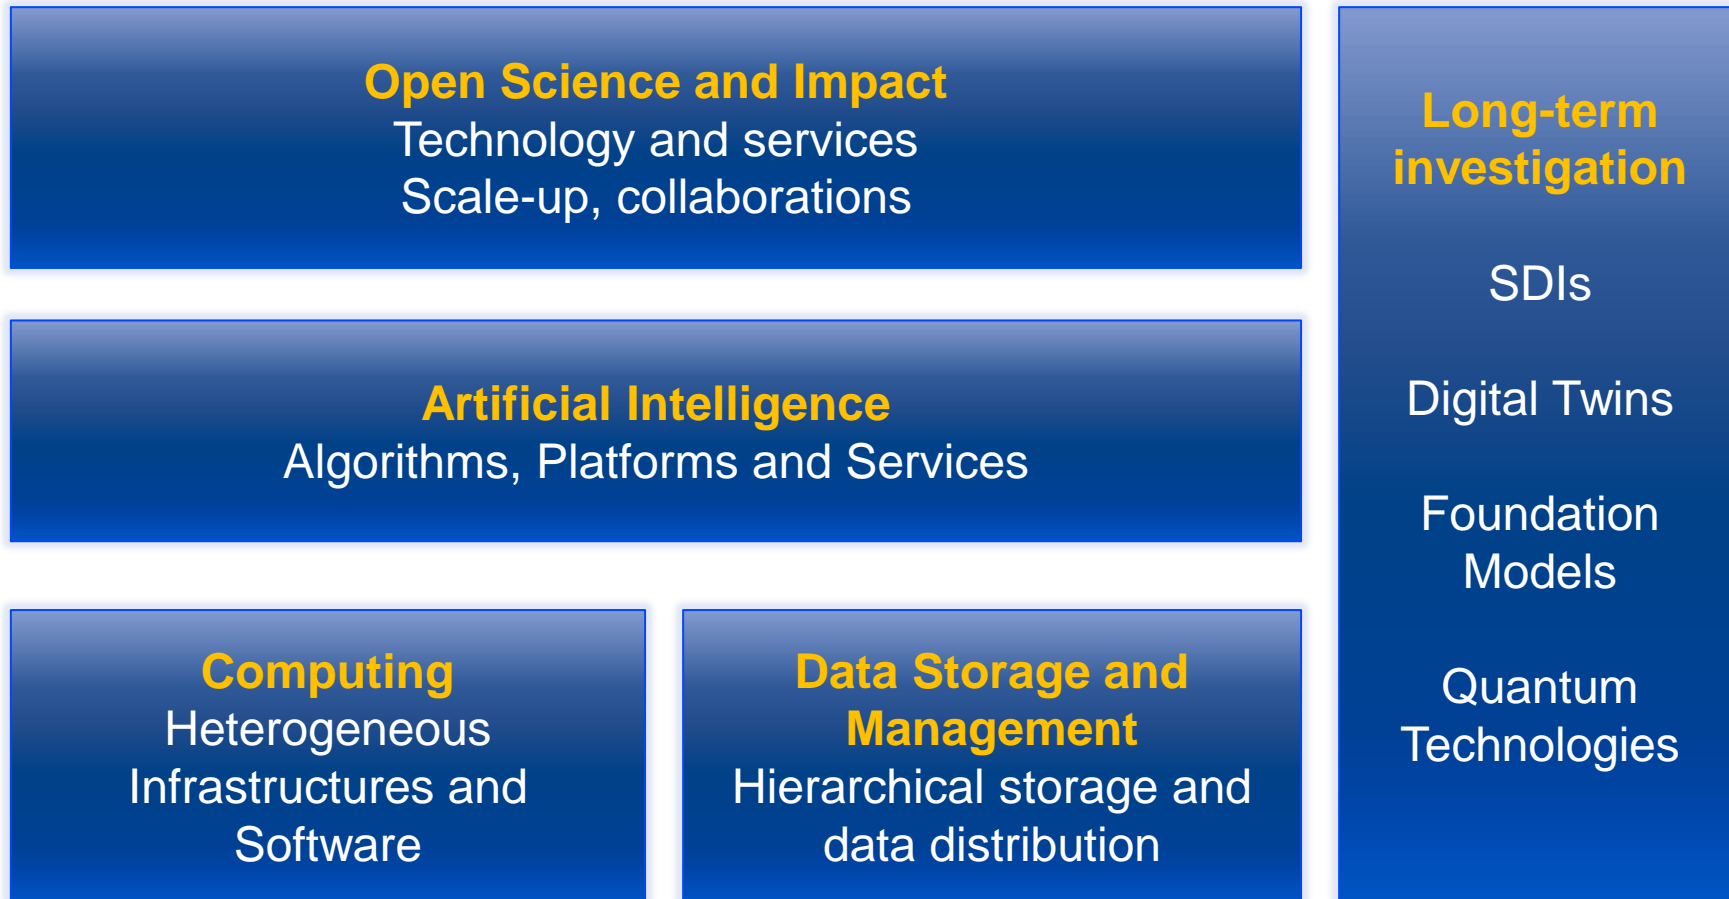 Open Science and Impact
Technology and services
Scale-up, collaborations
Artificial Intelligence
Algorithms, Platforms and Services
Computing
Heterogeneous
Infrastructures and
Software
Data Storage and
Management
Hierarchical storage and
data distribution
Long-term
investigation
SDIs
Digital Twins
Foundation
Models
Quantum
Technologies